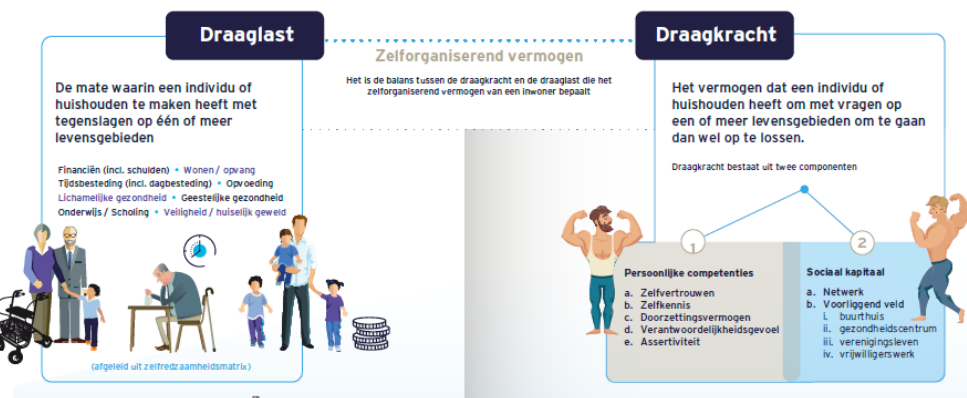 Draaglast
Zelforganiserend vermogen
Het is de balans tussen de draagkracht en de draaglast die het
zelforganiserend vermogen van een inwoner bepaalt
Draagkracht
De mate waarin een individu of
huishouden te maken heeft met
tegenslagen op één of meer
levensgebieden
Financiën (incl. schulden) • Wonen / opvang
Tijdsbesteding (incl. dagbesteding) • Opvoeding
Lichamelijke gezondheid • Geestelijke gezondheid
Onderwijs / Scholing • Veiligheid / huiselijk geweld
(afgeleid uit zelfredzaamheidsmatrix)
Het vermogen dat een individu of
huishouden heeft om met vragen op
een of meer levensgebieden om te gaan
dan wel op te lossen.
Draagkracht bestaat uit twee componenten
1
Persoonlijke competenties
a. Zelfvertrouwen
b. Zelfkennis
c. Doorzettingsvermogen
d. Verantwoordelijkheidsgevoel
e. Assertiviteit
2
Sociaal kapitaal
a. Netwerk
b. Voorliggend veld
i. buurthuis
ii. gezondheidscentrum
iii. verenigingsleven
iv. vrijwilligerswerk